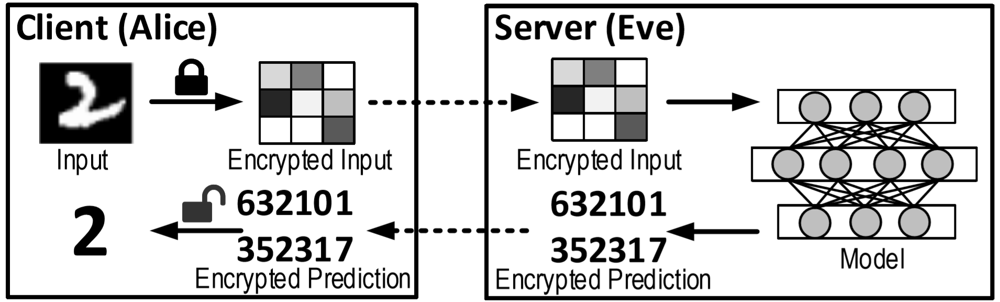 Client (Alice)
Input
Encrypted Input
2
632101
352317
Encrypted Prediction
Server (Eve)
Encrypted Input
632101
352317
Encrypted Prediction
Model